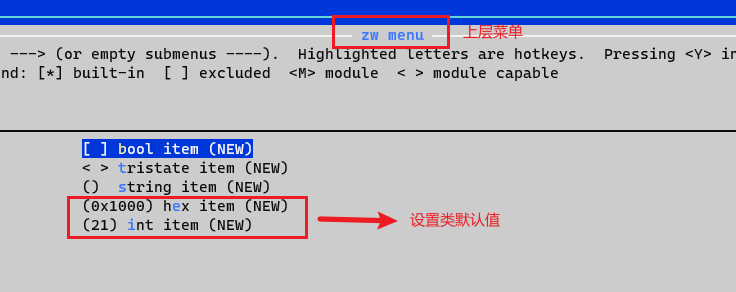 zw menu 上层菜单
---> (or empty submenus ----).  Highlighted letters are hotkeys.  Pressing <Y> in
nd: [*] built-in  [ ] excluded  <M> module  < > module capable
[ ] bool item (NEW)
< > tristate item (NEW)
()  string item (NEW)
(0x1000) hex item (NEW)
(21) int item (NEW)
设置类默认值